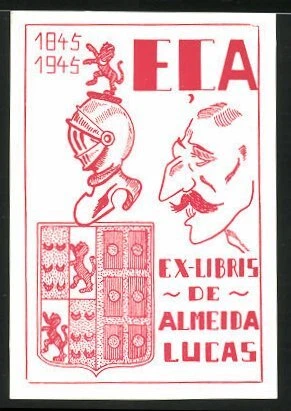 1845
1945
EÇA
EX-LIBRIS
~ DE ~
ALMEIDA
LUCAS